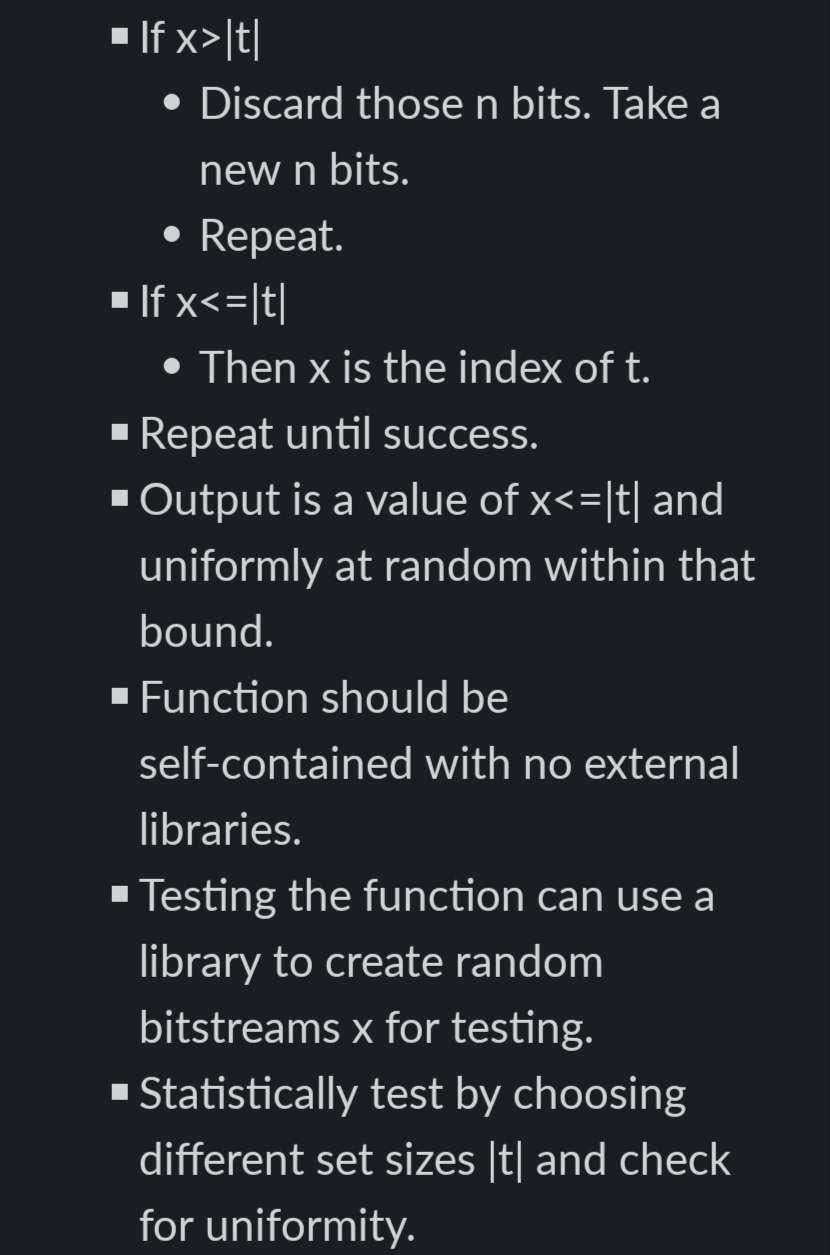 ▪ If x>|t|
• Discard those n bits. Take a
new n bits.
• Repeat.
▪ If x<=|t|
• Then x is the index of t.
▪ Repeat until success.
▪ Output is a value of x<=|t| and
uniformly at random within that
bound.
▪ Function should be
self-contained with no external
libraries.
▪ Testing the function can use a
library to create random
bitstreams x for testing.
▪ Statistically test by choosing
different set sizes |t| and check
for uniformity.